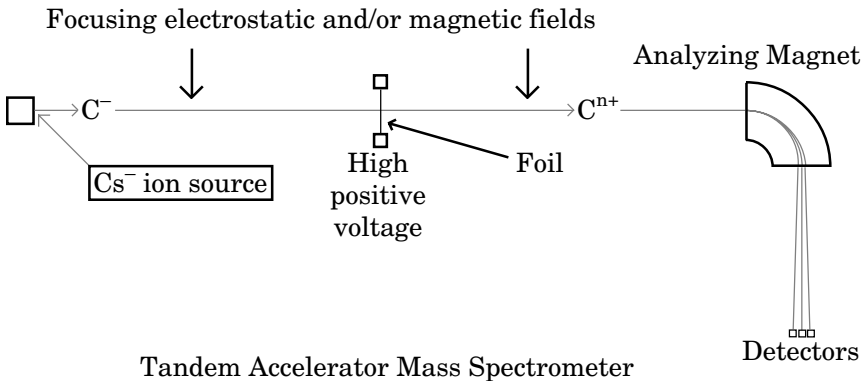 Focusing electrostatic and/or magnetic fields
Analyzing Magnet
C⁻
Cⁿ⁺
Cs⁻ ion source
High
positive
voltage
Foil
Detectors
Tandem Accelerator Mass Spectrometer